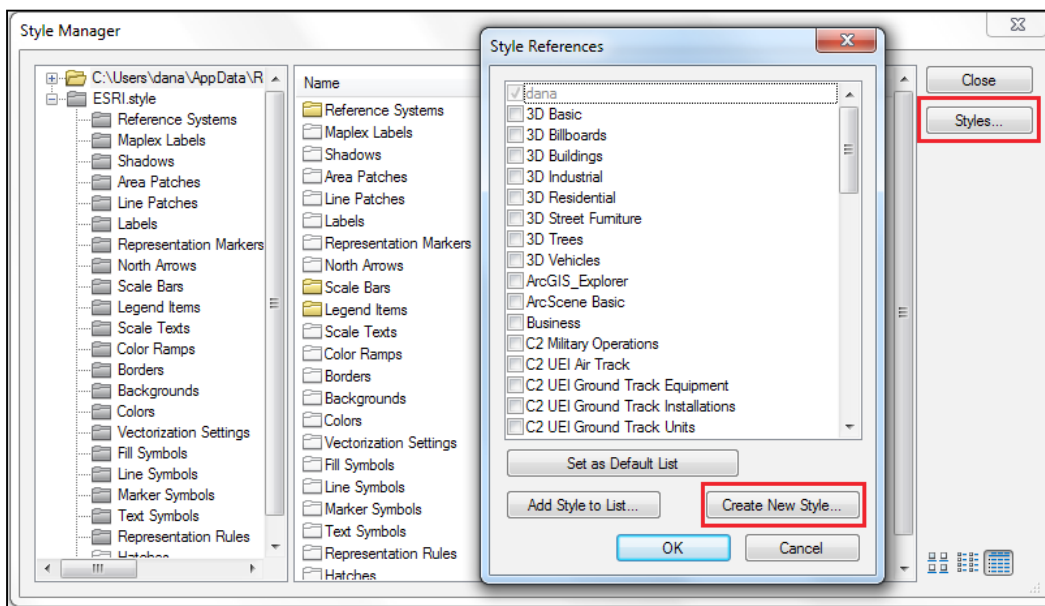 Style Manager
C:\Users\dana\AppData\R
ESRI.style
Reference Systems
Maplex Labels
Shadows
Area Patches
Line Patches
Labels
Representation Markers
North Arrows
Scale Bars
Legend Items
Scale Texts
Color Ramps
Borders
Backgrounds
Colors
Vectorization Settings
Fill Symbols
Line Symbols
Marker Symbols
Text Symbols
Representation Rules
Hatches
Name
Reference Systems
Maplex Labels
Shadows
Area Patches
Line Patches
Labels
Representation Markers
North Arrows
Scale Bars
Legend Items
Scale Texts
Color Ramps
Borders
Backgrounds
Colors
Vectorization Settings
Fill Symbols
Line Symbols
Marker Symbols
Text Symbols
Representation Rules
Hatches
Style References
dana
3D Basic
3D Billboards
3D Buildings
3D Industrial
3D Residential
3D Street Furniture
3D Trees
3D Vehicles
ArcGIS_Explorer
ArcScene Basic
Business
C2 Military Operations
C2 UEI Air Track
C2 UEI Ground Track Equipment
C2 UEI Ground Track Installations
C2 UEI Ground Track Units
Set as Default List
Add Style to List...
Create New Style...
OK
Cancel
Close
Styles...